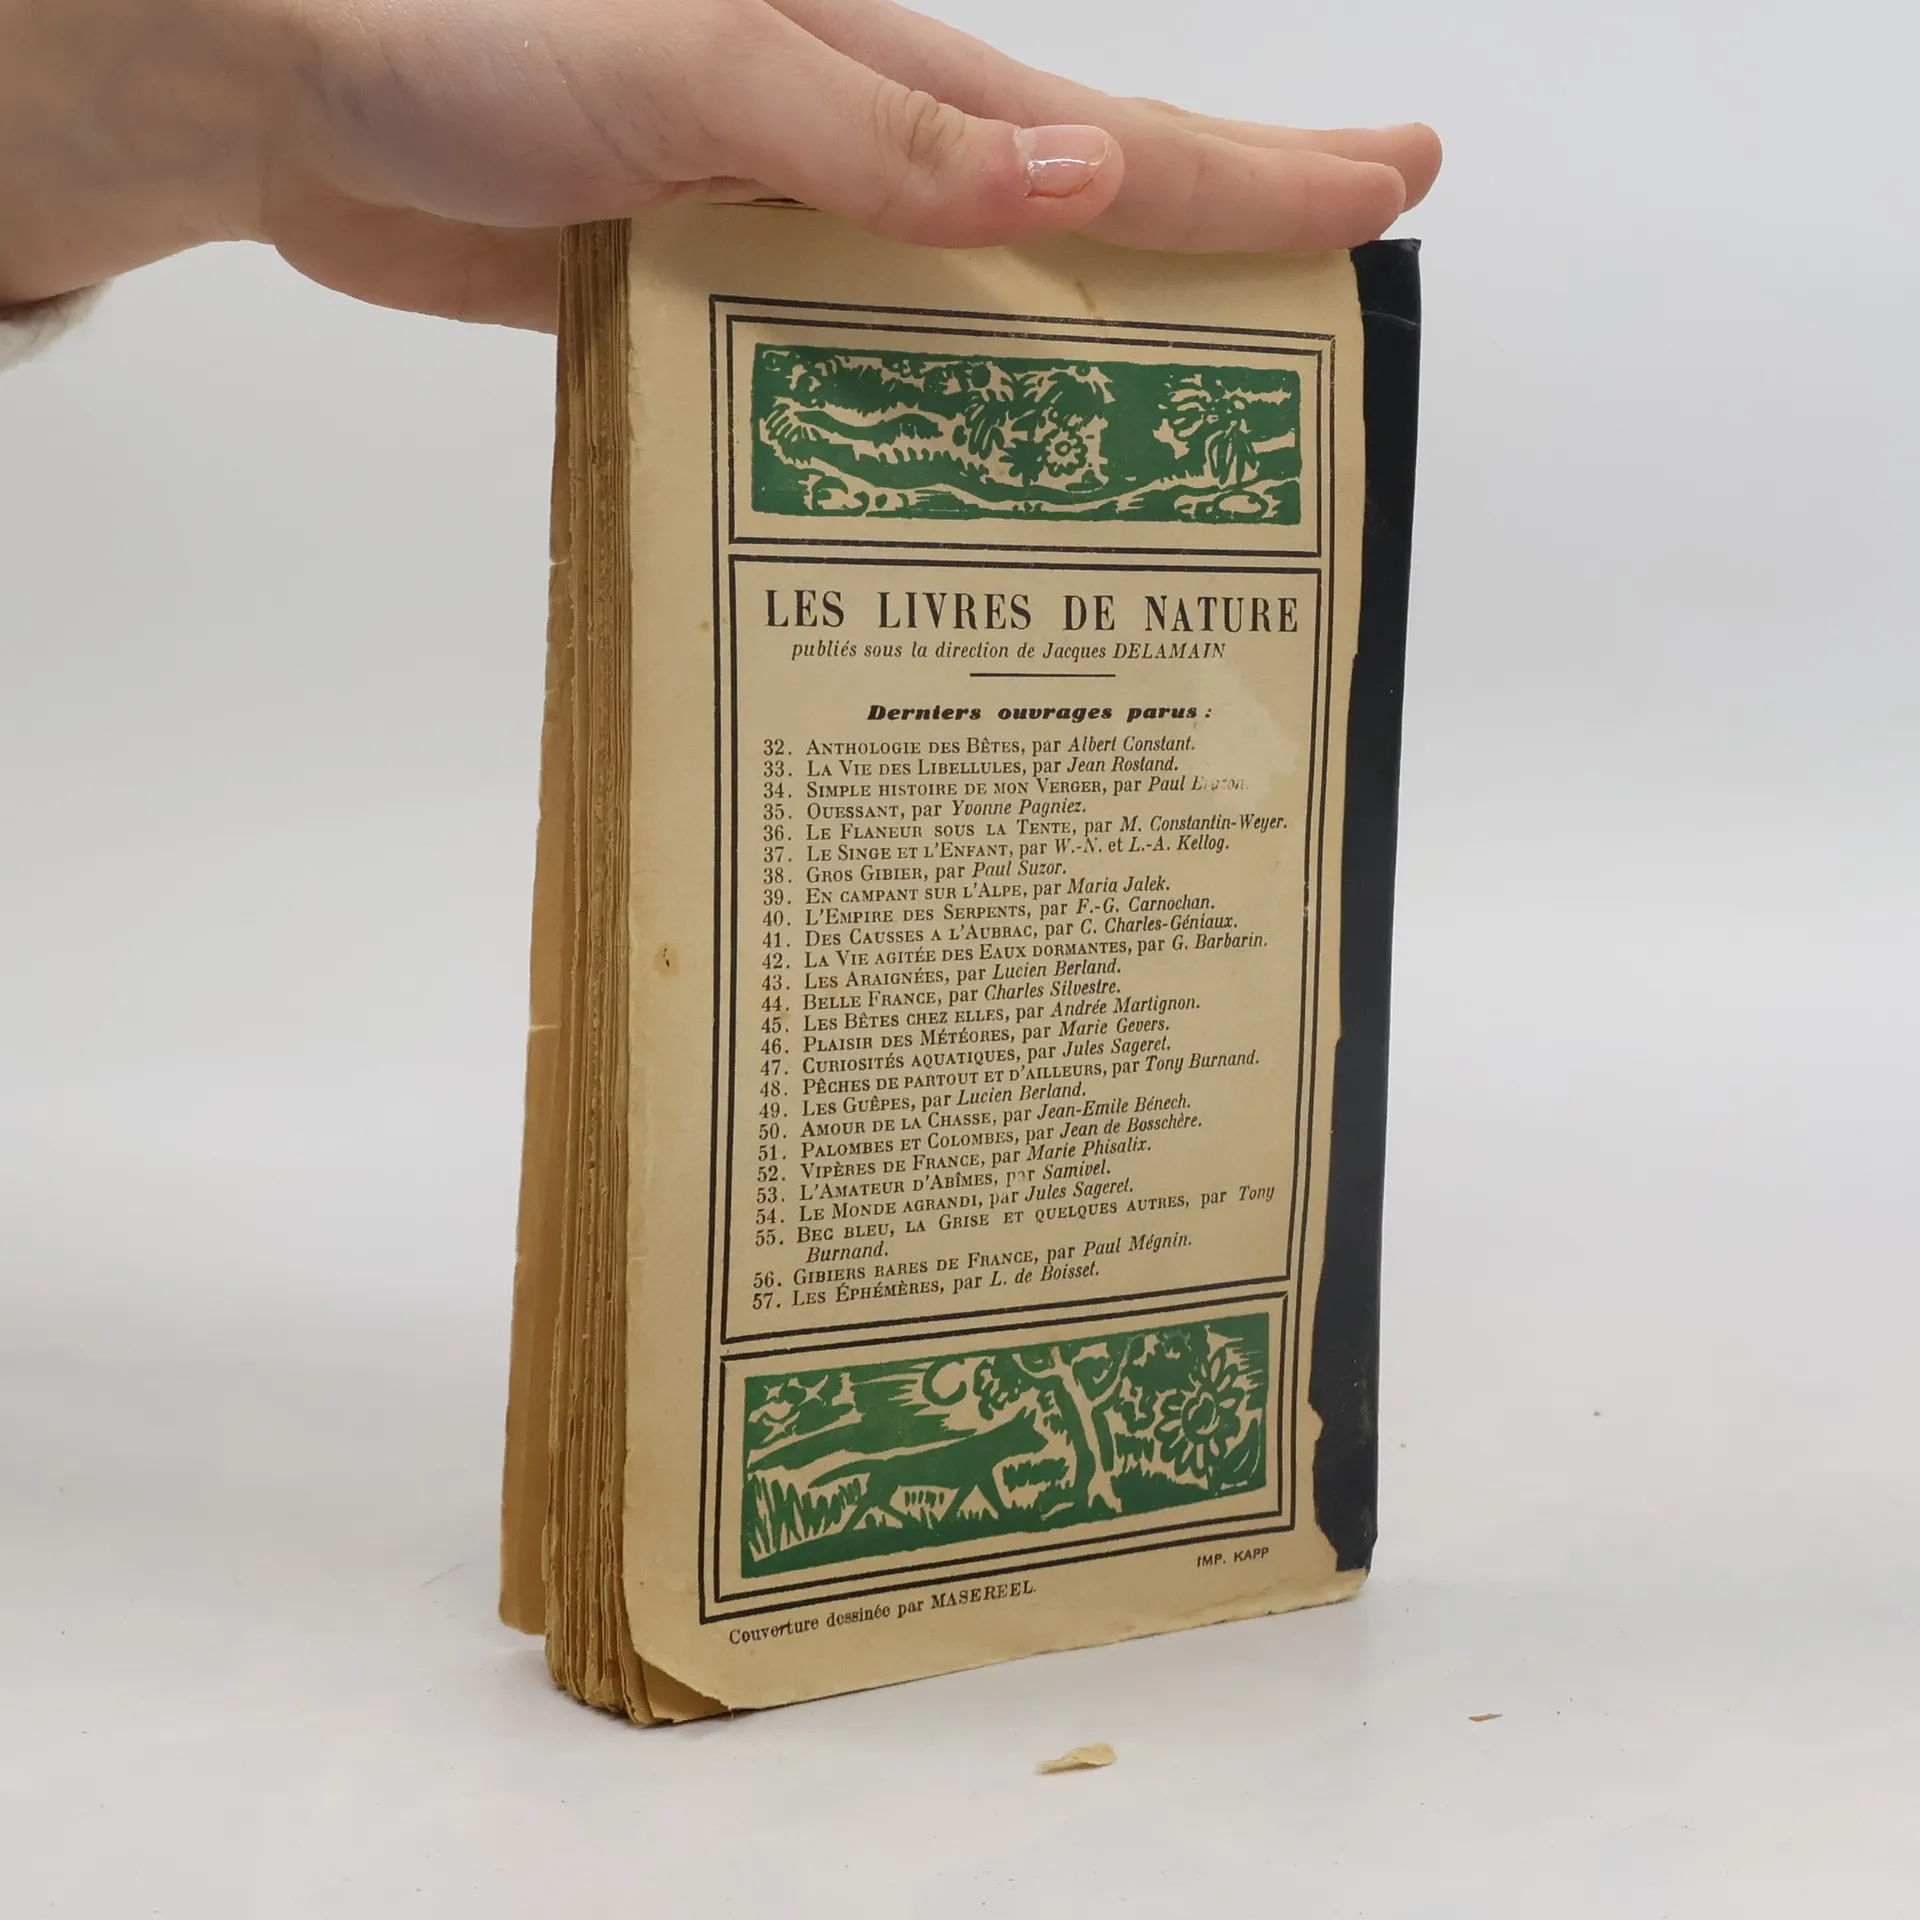 LES LIVRES DE NATURE
publiés sous la direction de Jacques DELAMAIN
Derniers ouvrages parus :
32. ANTHOLOGIE DES BÊTES, par Albert Constant.
33. LA VIE DES LIBELLULES, par Jean Rostand.
34. SIMPLE HISTOIRE DE MON VERGER, par Paul
35. OUESSANT, par Yvonne Pagniez.
36. LE FLANEUR SOUS LA TENTE, par M. Constantin-Weyer.
37. LE SINGE ET L'ENFANT, par W.-N. et L.-A. Kellog.
38. GROS GIBIER, par Paul Suzor.
39. EN CAMPANT SUR L'ALPE, par Maria Jalek.
40. L'EMPIRE DES SERPENTS, par F.-G. Carnochan.
41. DES CAUSSES A L'AUBRAC, par C. Charles-Géniaux.
42. LA VIE AGITÉE DES EAUX DORMANTES, par G. Barbarin.
43. LES ARAIGNÉES, par Lucien Berland.
44. BELLE FRANCE, par Charles Silvestre.
45. LES BÊTES CHEZ ELLES, par Andrée Martignon.
46. PLAISIR DES MÉTÉORES, par Marie Gevers.
47. CURIOSITÉS AQUATIQUES, par Jules Sageret.
48. PÊCHES DE PARTOUT ET D'AILLEURS, par Tony Burnand.
49. LES GUÊPES, par Lucien Berland.
50. AMOUR DE LA CHASSE, par Jean-Emile Bénech.
51. PALOMBES ET COLOMBES, par Jean de Bosschère.
52. VIPÈRES DE FRANCE, par Marie Phisalix.
53. L'AMATEUR D'ABÎMES, par Samivel.
54. LE MONDE AGRANDI, par Jules Sageret.
55. BEC BLEU, LA GRISE ET QUELQUES AUTRES, par Tony
Burnand.
56. GIBIERS RARES DE FRANCE, par Paul Mégnin.
57. LES ÉPHÉMÈRES, par L. de Boisset.
IMP. KAPP
Couverture dessinée par MASEREEL.